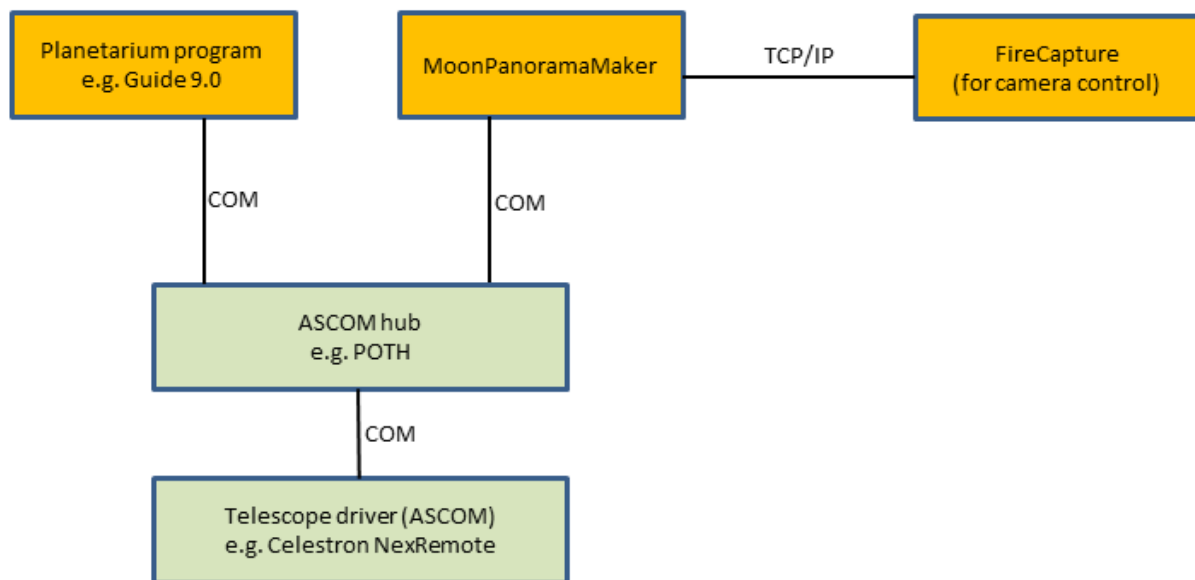 Planetarium program
e.g. Guide 9.0
MoonPanoramaMaker
TCP/IP
FireCapture
(for camera control)
COM
COM
ASCOM hub
e.g. POTH
COM
Telescope driver (ASCOM)
e.g. Celestron NexRemote